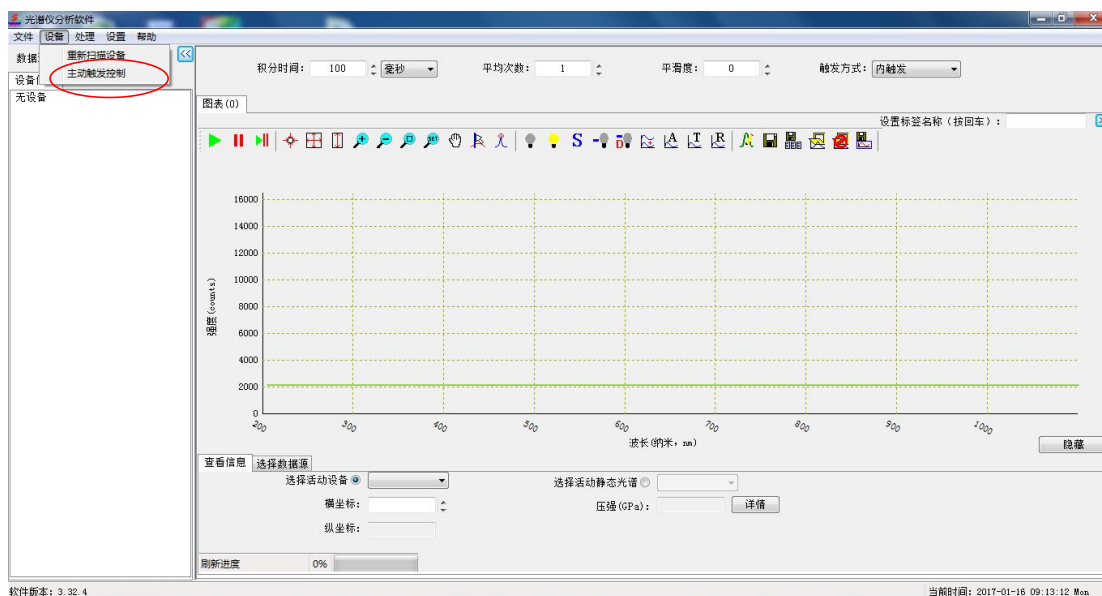 光谱仪分析软件
文件 设备 处理 设置 帮助
重新扫描设备
主动触发控制
数据
设备
无设备
积分时间: 100 毫秒 平均次数: 1 平滑度: 0 触发方式: 内触发
图表(0)
设置标签名称(按回车):
SET S D A T R
16000
14000
12000
10000
8000
6000
4000
2000
0
强度(counts)
200 300 400 500 600 700 800 900 1000
波长(纳米, nm)
隐藏
查看信息 选择数据源
选择活动设备 选择活动静态光谱
横坐标: 压强(GPa): 详情
纵坐标:
刷新进度 0%
软件版本: 3.32.4 当前时间: 2017-01-16 09:13:12 Mon